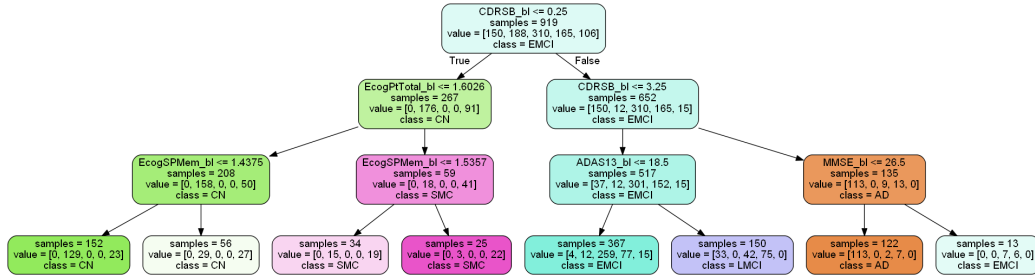 CDRSB_bl <= 0.25
samples = 919
value = [150, 188, 310, 165, 106]
class = EMCI
True
False
EcogPtTotal_bl <= 1.6026
samples = 267
value = [0, 176, 0, 0, 91]
class = CN
CDRSB_bl <= 3.25
samples = 652
value = [150, 12, 310, 165, 15]
class = EMCI
EcogSPMem_bl <= 1.4375
samples = 208
value = [0, 158, 0, 0, 50]
class = CN
EcogSPMem_bl <= 1.5357
samples = 59
value = [0, 18, 0, 0, 41]
class = SMC
ADAS13_bl <= 18.5
samples = 517
value = [37, 12, 301, 152, 15]
class = EMCI
MMSE_bl <= 26.5
samples = 135
value = [113, 0, 9, 13, 0]
class = AD
samples = 152
value = [0, 129, 0, 0, 23]
class = CN
samples = 56
value = [0, 29, 0, 0, 27]
class = CN
samples = 34
value = [0, 15, 0, 0, 19]
class = SMC
samples = 25
value = [0, 3, 0, 0, 22]
class = SMC
samples = 367
value = [4, 12, 259, 77, 15]
class = EMCI
samples = 150
value = [33, 0, 42, 75, 0]
class = LMCI
samples = 122
value = [113, 0, 2, 7, 0]
class = AD
samples = 13
value = [0, 0, 7, 6, 0]
class = EMCI